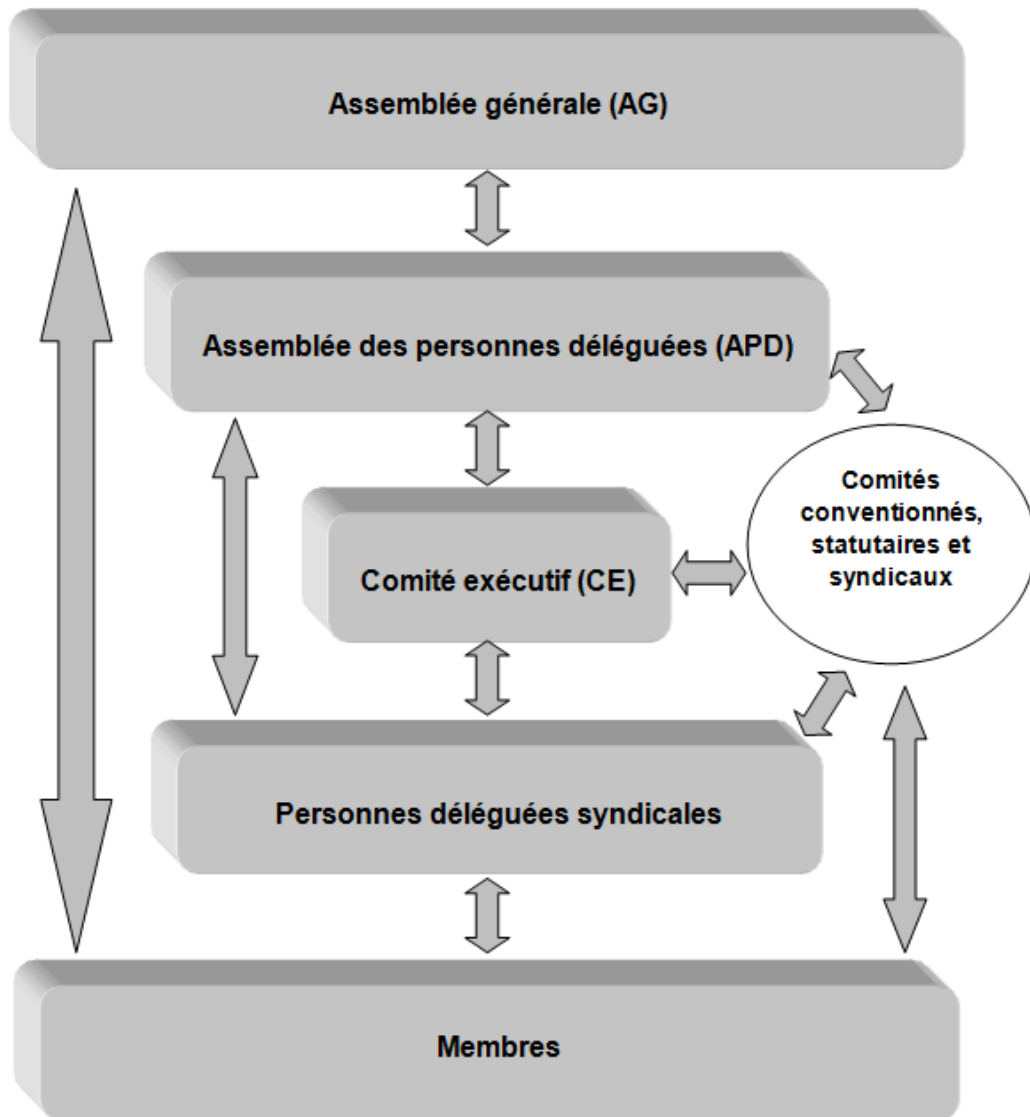 Assemblée générale (AG)
Assemblée des personnes déléguées (APD)
Comités
conventionnés,
statutaires et
syndicaux
Comité exécutif (CE)
Personnes déléguées syndicales
Membres